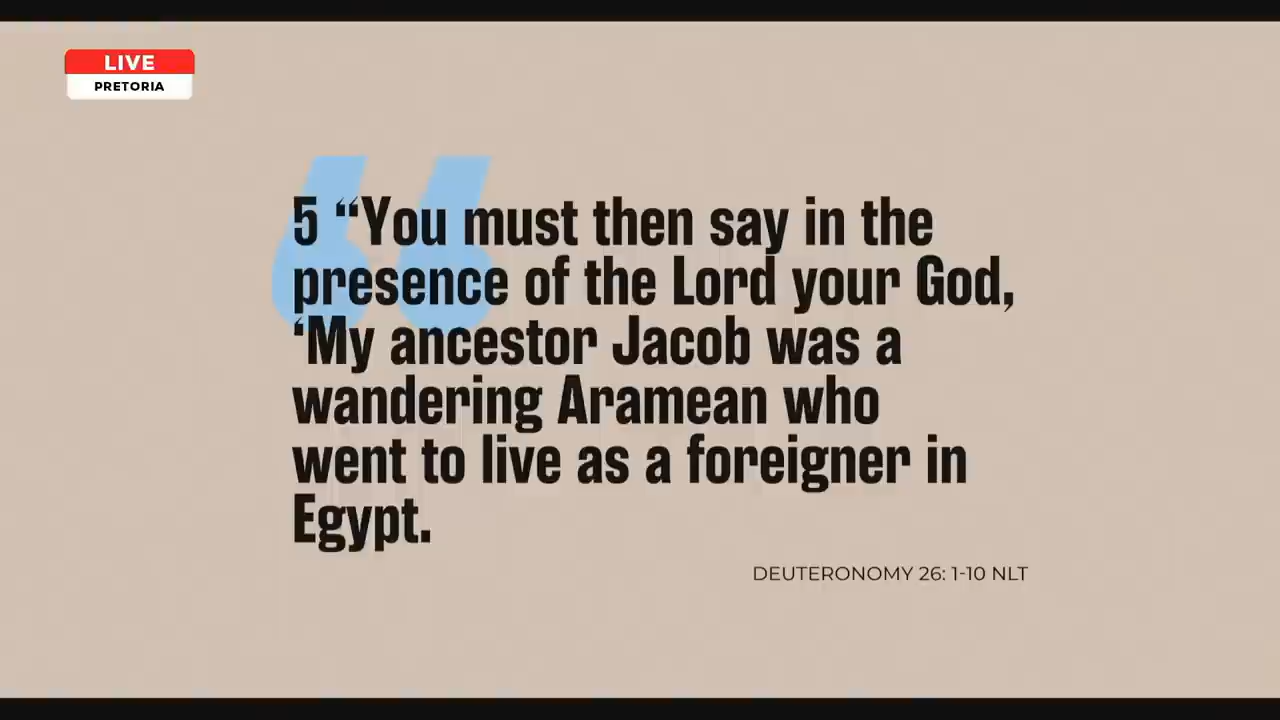 LIVE
PRETORIA
5 “You must then say in the
presence of the Lord your God,
‘My ancestor Jacob was a
wandering Aramean who
went to live as a foreigner in
Egypt.
DEUTERONOMY 26: 1-10 NLT